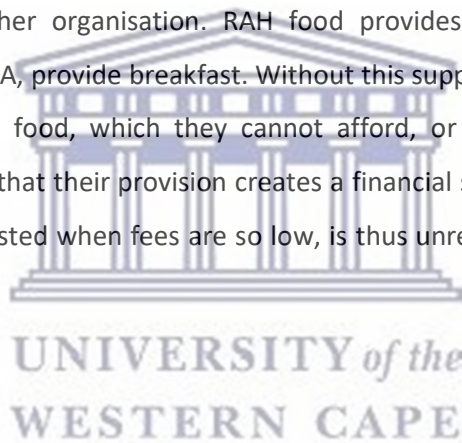 her organisation. RAH food provides
A, provide breakfast. Without this supp
food, which they cannot afford, or
that their provision creates a financial s
sted when fees are so low, is thus unre
UNIVERSITY of the
WESTERN CAPE